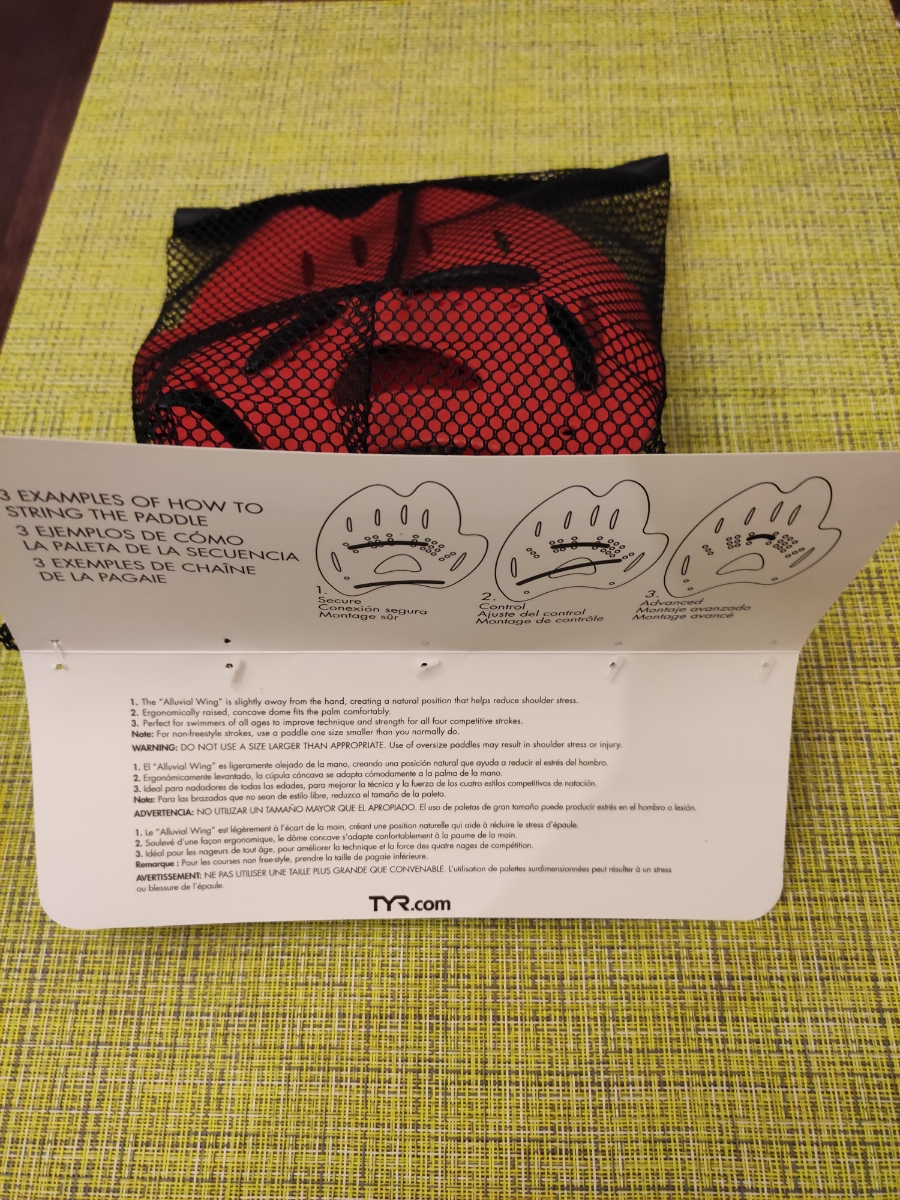 3 EXAMPLES OF HOW TO
STRING THE PADDLE
3 EJEMPLOS DE CÓMO
LA PALETA DE LA SECUENCIA
3 EXEMPLES DE CHAÎNE
DE LA PAGAIE
1.
Secure
Conexión segura
Montage sûr
2.
Control
Ajuste del control
Montage de contrôle
3.
Advanced
Montaje avanzado
Montage avancé
1. The "Alluvial Wing" is slightly away from the hand, creating a natural position that helps reduce shoulder stress.
2. Ergonomically raised, concave dome fits the palm comfortably.
3. Perfect for swimmers of all ages to improve technique and strength for all four competitive strokes.
Note: For non-freestyle strokes, use a paddle one size smaller than you normally do.
WARNING: DO NOT USE A SIZE LARGER THAN APPROPRIATE. Use of oversize paddles may result in shoulder stress or injury.
1. El "Alluvial Wing" es ligeramente alejado de la mano, creando una posición natural que ayuda a reducir el estrés del hombro.
2. Ergonómicamente levantado, la cúpula cóncava se adapta cómodamente a la palma de la mano.
3. Ideal para nadadores de todas las edades, para mejorar la técnica y la fuerza de las cuatro estilos competitivos de natación.
Nota: Para las brazadas que no sean de estilo libre, reduzca el tamaño de la paleta.
ADVERTENCIA: NO UTILIZAR UN TAMAÑO MAYOR QUE EL APROPIADO. El uso de paletas de gran tamaño puede producir estrés en el hombro o lesión.
1. Le "Alluvial Wing" est légèrement à l'écart de la main, créant une position naturelle qui aide à réduire le stress d'épaule.
2. Soulevé d'une façon ergonomique, le dôme concave s'adapte confortablement à la paume de la main.
3. Idéal pour les nageurs de tout âge, pour améliorer la technique et la force des quatre nages de compétition.
Remarque : Pour les courses non free-style, prendre la taille de pagaie inférieure.
AVERTISSEMENT: NE PAS UTILISER UNE TAILLE PLUS GRANDE QUE CONVENABLE. L'utilisation de palettes surdimensionnées peut résulter à un stress
ou blessure de l'épaule.
TYR.com